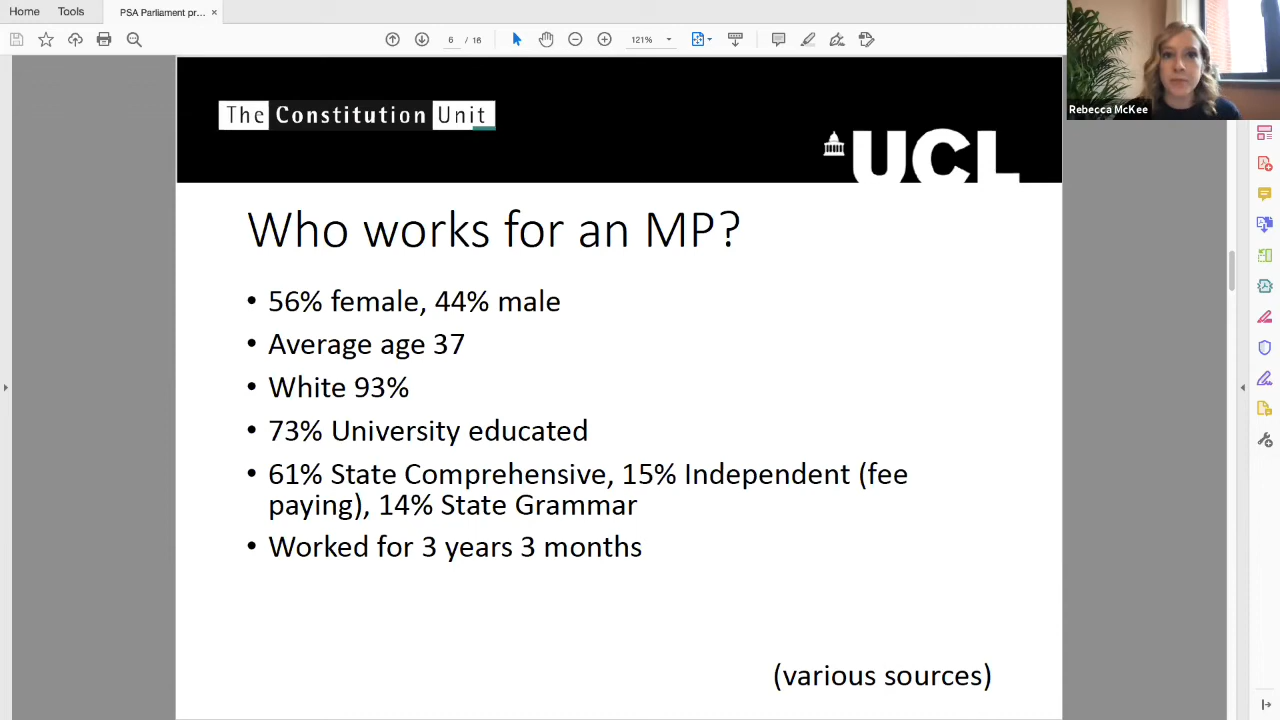 Home
Tools
PSA Parliament pr... ×
6 / 16
121%
Rebecca McKee
The Constitution Unit
UCL
Who works for an MP?
• 56% female, 44% male
• Average age 37
• White 93%
• 73% University educated
• 61% State Comprehensive, 15% Independent (fee
paying), 14% State Grammar
• Worked for 3 years 3 months
(various sources)